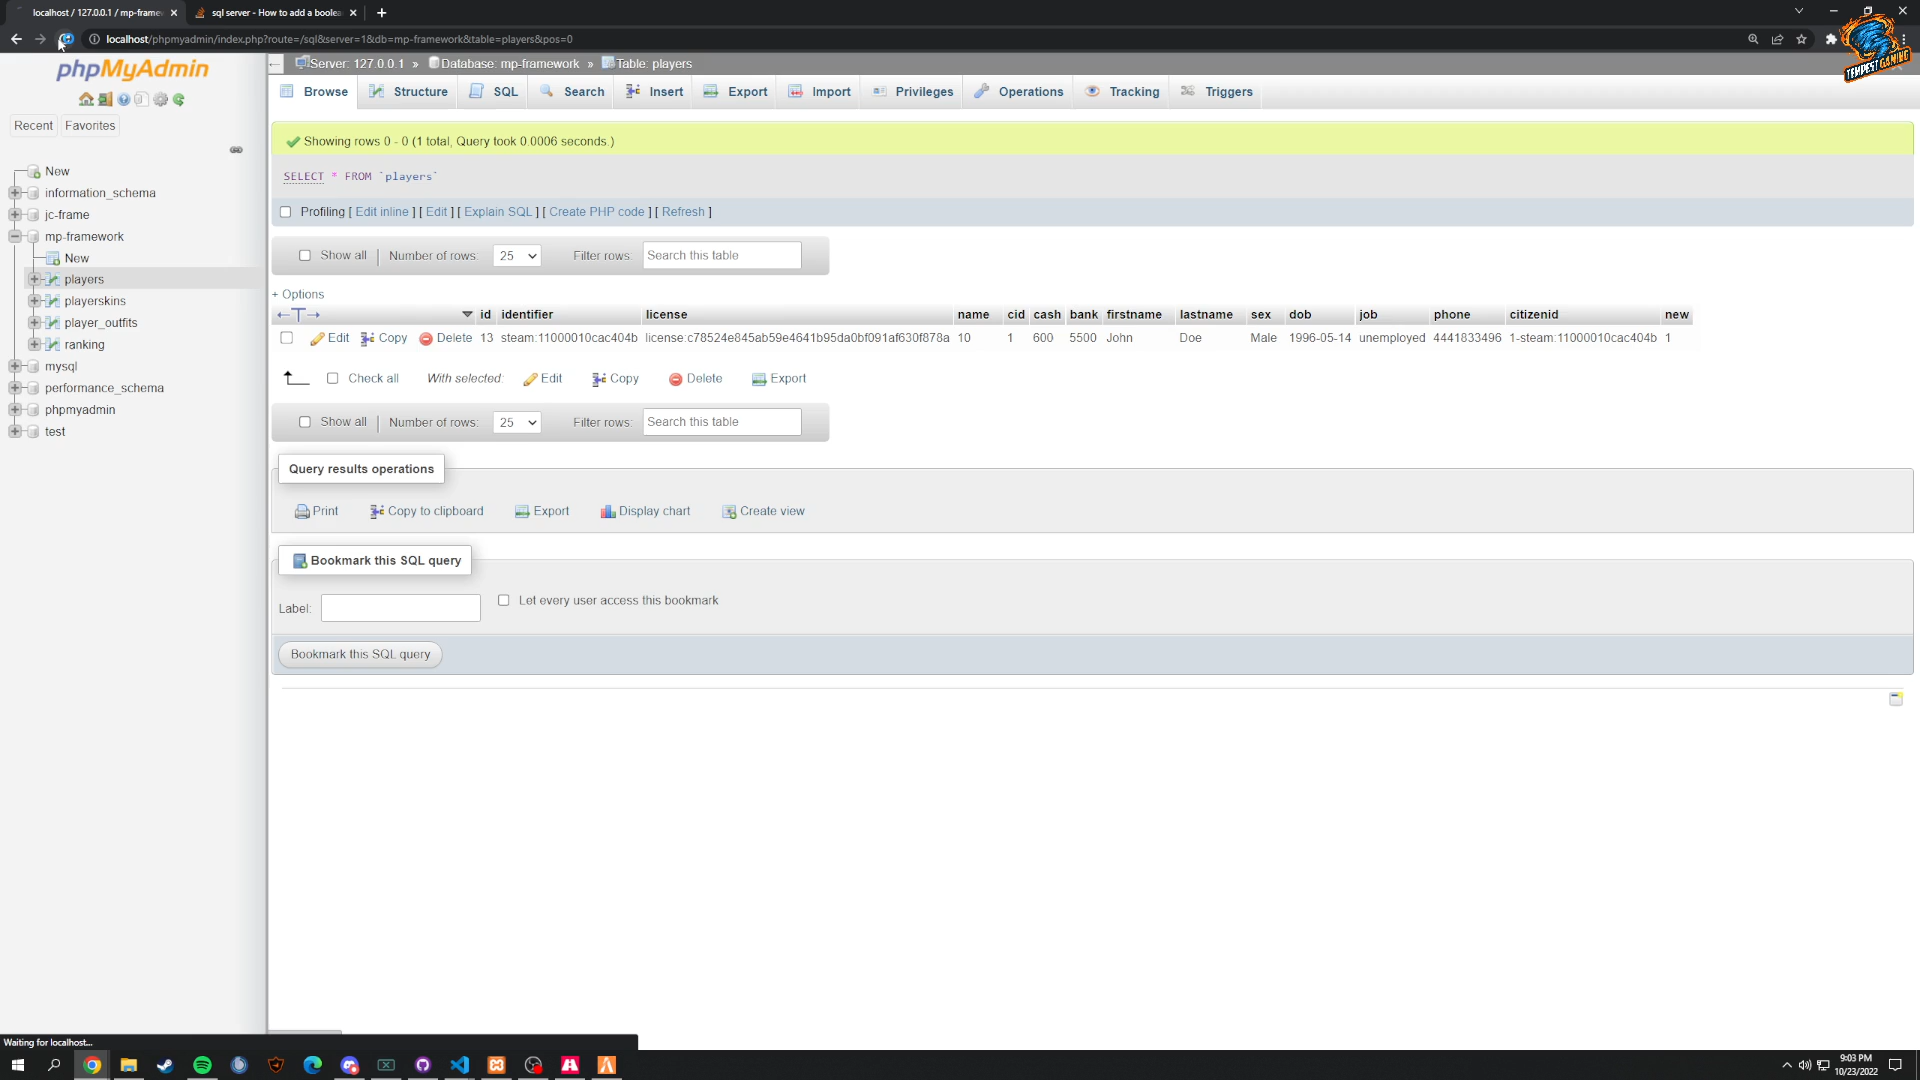 localhost / 127.0.0.1 / mp-frame
sql server - How to add a boolea
localhost/phpmyadmin/index.php?route=/sql&server=1&db=mp-framework&table=players&pos=0
TEMPEST GAMING
phpMyAdmin
Server: 127.0.0.1 » Database: mp-framework » Table: players
Browse Structure SQL Search Insert Export Import Privileges Operations Tracking Triggers
Recent Favorites
New
information_schema
jc-frame
mp-framework
New
players
playerskins
player_outfits
ranking
mysql
performance_schema
phpmyadmin
test
Showing rows 0 - 0 (1 total, Query took 0.0006 seconds.)
SELECT * FROM `players`
Profiling [ Edit inline ] [ Edit ] [ Explain SQL ] [ Create PHP code ] [ Refresh ]
Show all Number of rows: 25 Filter rows: Search this table
+ Options
←T→ id identifier license name cid cash bank firstname lastname sex dob job phone citizenid new
Edit Copy Delete 13 steam:11000010cac404b license:c78524e845ab59e4641b95da0bf091af630f878a 10 1 600 5500 John Doe Male 1996-05-14 unemployed 4441833496 1-steam:11000010cac404b 1
Check all With selected: Edit Copy Delete Export
Show all Number of rows: 25 Filter rows: Search this table
Query results operations
Print Copy to clipboard Export Display chart Create view
Bookmark this SQL query
Label: Let every user access this bookmark
Bookmark this SQL query
Waiting for localhost...
9:03 PM
10/23/2022